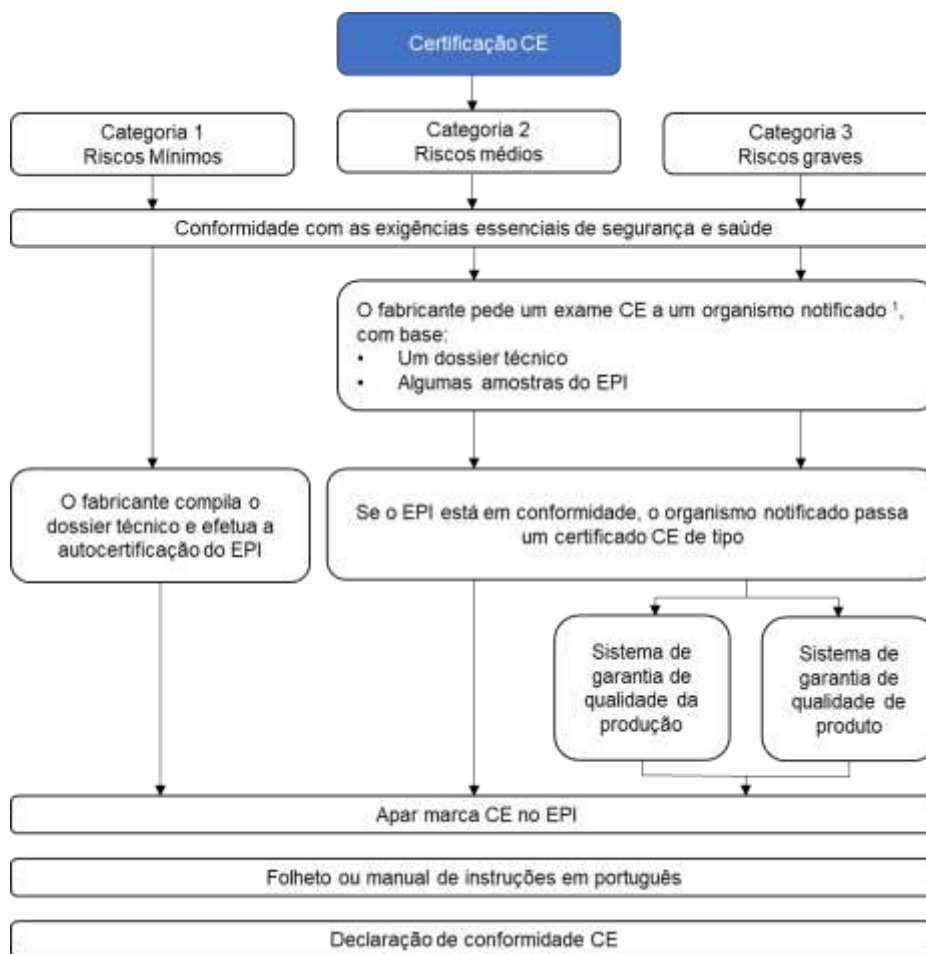 Certificação CE
Categoria 1
Riscos Mínimos
Categoria 2
Riscos médios
Categoria 3
Riscos graves
Conformidade com as exigências essenciais de segurança e saúde
O fabricante pede um exame CE a um organismo notificado ¹,
com base:
• Um dossier técnico
• Algumas amostras do EPI
O fabricante compila o
dossier técnico e efetua a
autocertificação do EPI
Se o EPI está em conformidade, o organismo notificado passa
um certificado CE de tipo
Sistema de
garantia de
qualidade da
produção
Sistema de
garantia de
qualidade de
produto
Apar marca CE no EPI
Folheto ou manual de instruções em português
Declaração de conformidade CE